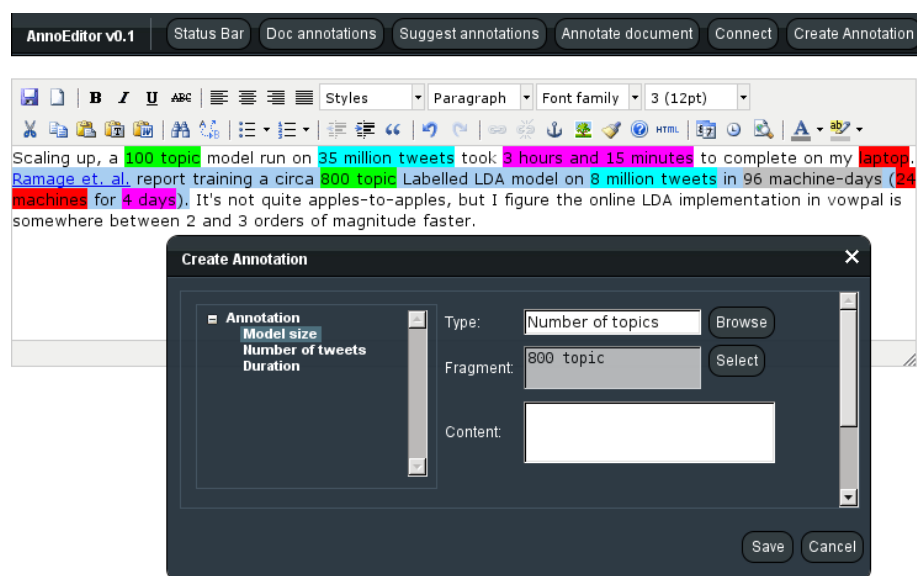 AnnoEditor v0.1 Status Bar Doc annotations Suggest annotations Annotate document Connect Create Annotation
B I U ABC Styles Paragraph Font family 3 (12pt)
HTML A ab
Scaling up, a 100 topic model run on 35 million tweets took 3 hours and 15 minutes to complete on my laptop.
Ramage et. al. report training a circa 800 topic Labelled LDA model on 8 million tweets in 96 machine-days (24
machines for 4 days). It's not quite apples-to-apples, but I figure the online LDA implementation in vowpal is
somewhere between 2 and 3 orders of magnitude faster.
Create Annotation
Annotation
Model size
Number of tweets
Duration
Type: Number of topics Browse
Fragment: 800 topic Select
Content:
Save Cancel